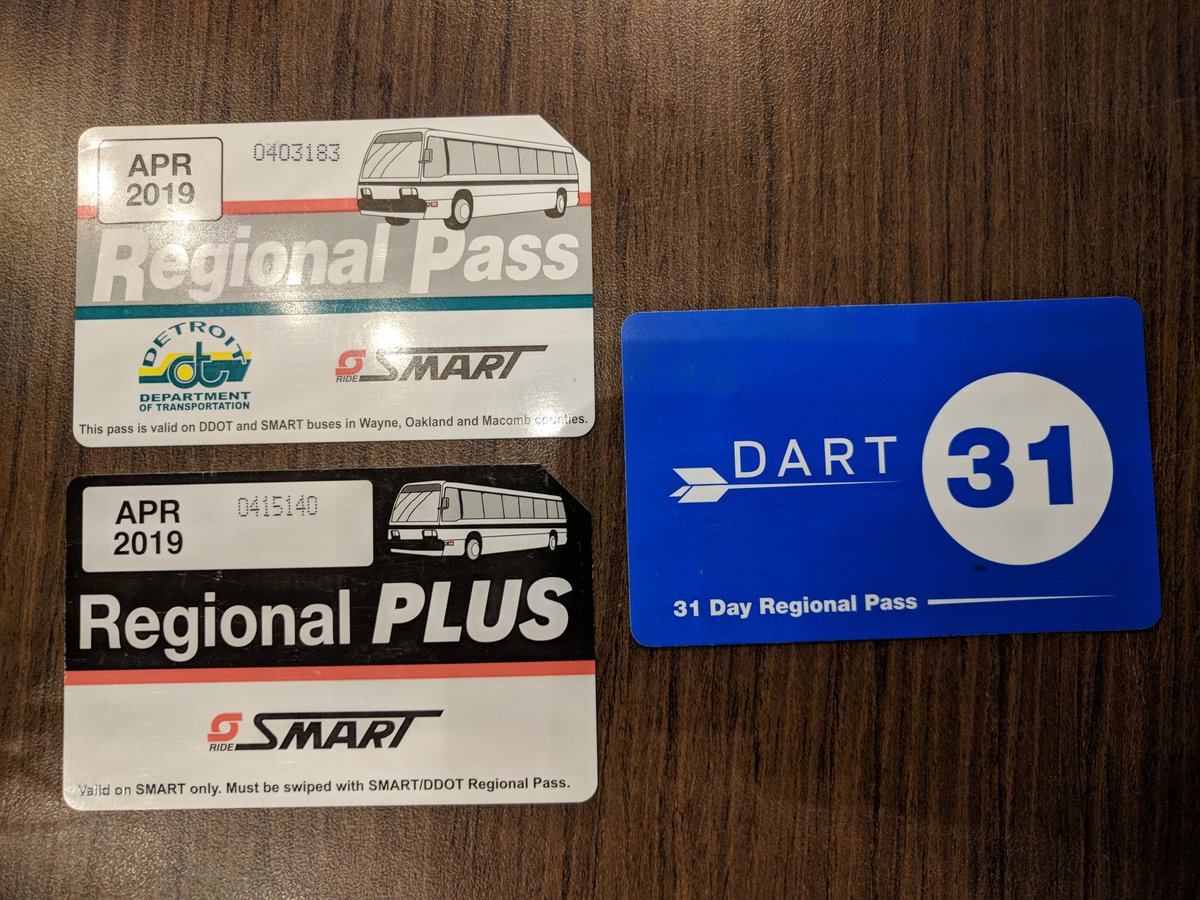 APR
2019
0403183
Regional Pass
DETROIT
dt
DEPARTMENT
OF TRANSPORTATION
RIDE SMART
This pass is valid on DDOT and SMART buses in Wayne, Oakland and Macomb counties.
APR
2019
0415140
Regional PLUS
RIDE SMART
Valid on SMART only. Must be swiped with SMART/DDOT Regional Pass.
DART
31
31 Day Regional Pass